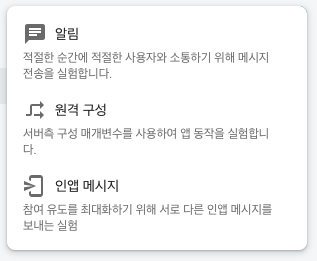 알림
적절한 순간에 적절한 사용자와 소통하기 위해 메시지
전송을 실험합니다.
원격 구성
서버측 구성 매개변수를 사용하여 앱 동작을 실험합니
다.
인앱 메시지
참여 유도를 최대화하기 위해 서로 다른 인앱 메시지를
보내는 실험